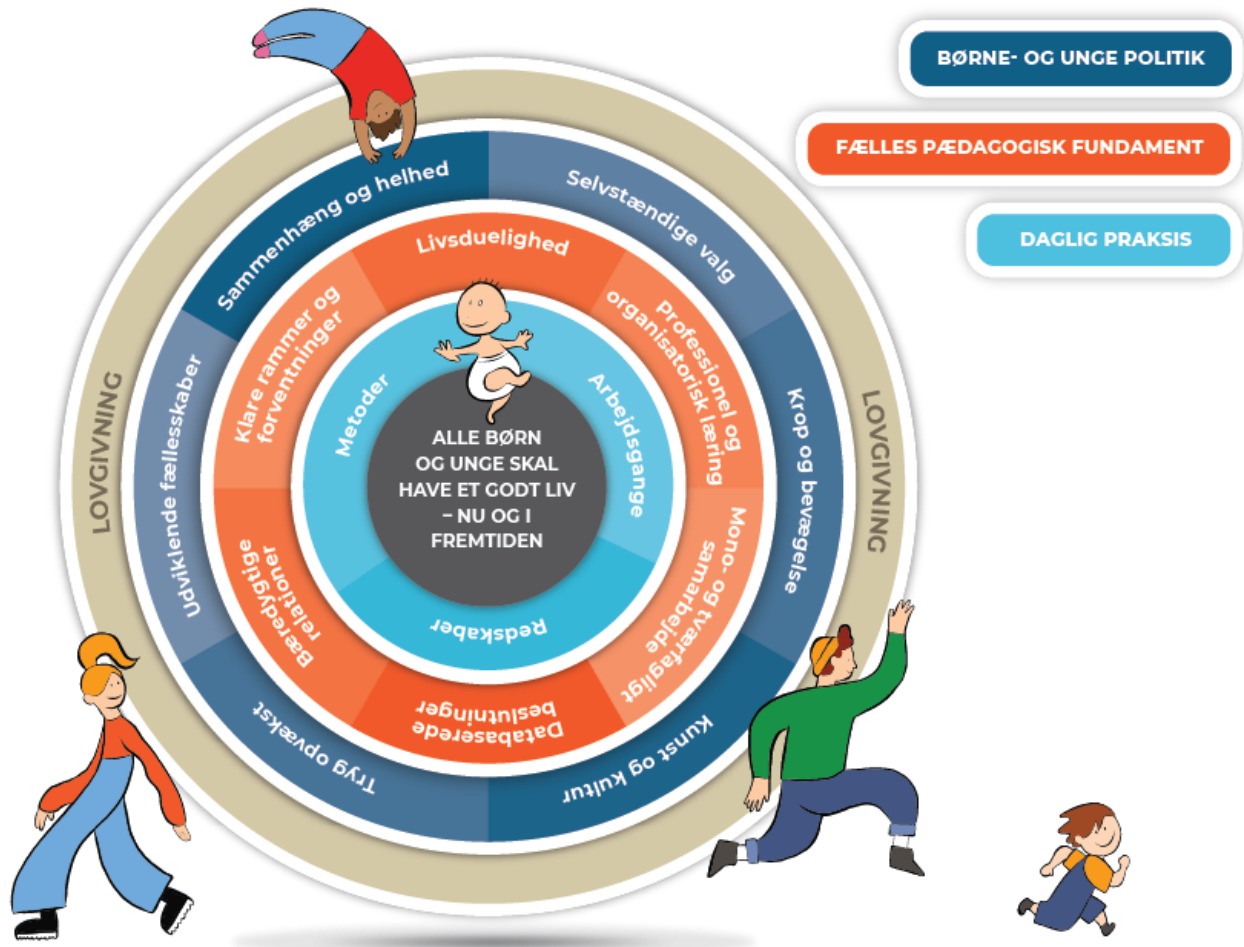 BØRNE- OG UNGE POLITIK
FÆLLES PÆDAGOGISK FUNDAMENT
DAGLIG PRAKSIS
LOVGIVNING
LOVGIVNING
Sammenhæng og helhed
Selvstændige valg
Krop og bevægelse
Kunst og kultur
Tryg opvækst
Udviklende fællesskaber
Livsduelighed
Professionel og
organisatorisk læring
Mono- og tværfagligt
samarbejde
Databaserede
beslutninger
Bæredygtige
relationer
Klare rammer og
forventninger
Metoder
Arbejdsgange
Redskaber
ALLE BØRN
OG UNGE SKAL
HAVE ET GODT LIV
– NU OG I
FREMTIDEN